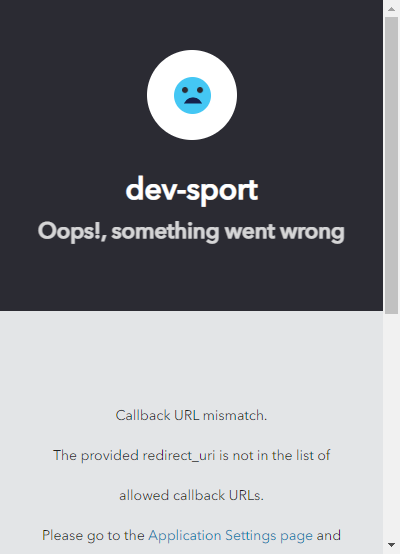 dev-sport
Oops!, something went wrong
Callback URL mismatch.
The provided redirect_uri is not in the list of
allowed callback URLs.
Please go to the Application Settings page and